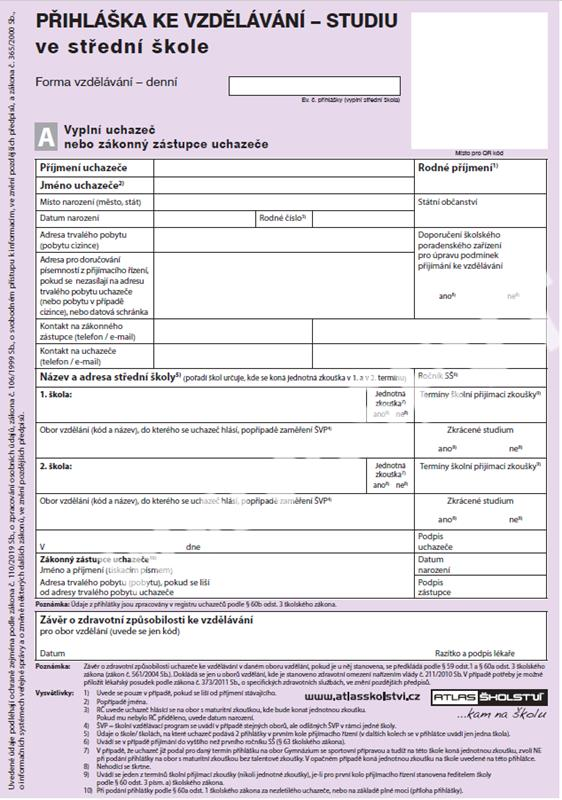 PŘIHLÁŠKA KE VZDĚLÁVÁNÍ – STUDIU
ve střední škole
Forma vzdělávání – denní
Ev. č. přihlášky (vyplní střední škola)
Místo pro QR kód
A
Vyplní uchazeč
nebo zákonný zástupce uchazeče
Příjmení uchazeče
Rodné příjmení1)
Jméno uchazeče2)
Místo narození (město, stát)
Státní občanství
Datum narození
Rodné číslo3)
Adresa trvalého pobytu
(pobytu cizince)
Doporučení školského
poradenského zařízení
pro úpravu podmínek
přijímání ke vzdělávání
ano8) ne8)
Adresa pro doručování
písemností z přijímacího řízení,
pokud se nezasílají na adresu
trvalého pobytu uchazeče
(nebo pobytu v případě
cizince), nebo datová schránka
Kontakt na zákonného
zástupce (telefon / e-mail)
Kontakt na uchazeče
(telefon / e-mail)
Název a adresa střední školy5) (pořadí škol určuje, kde se koná jednotná zkouška v 1. a v 2. termínu)
Ročník SŠ6)
1. škola:
Jednotná
zkouška7)
ano8) ne8)
Termíny školní přijímací zkoušky9)
Obor vzdělání (kód a název), do kterého se uchazeč hlásí, popřípadě zaměření ŠVP4)
Zkrácené studium
ano8) ne8)
2. škola:
Jednotná
zkouška7)
ano8) ne8)
Termíny školní přijímací zkoušky9)
Obor vzdělání (kód a název), do kterého se uchazeč hlásí, popřípadě zaměření ŠVP4)
Zkrácené studium
ano8) ne8)
V dne
Podpis
uchazeče
Zákonný zástupce uchazeče10)
Jméno a příjmení (tiskacím písmem)
Datum
narození
Adresa trvalého pobytu (pobytu), pokud se liší
od adresy trvalého pobytu uchazeče
Podpis
zástupce
Poznámka: Údaje z přihlášky jsou zpracovány v registru uchazečů podle § 60b odst. 3 školského zákona.
Závěr o zdravotní způsobilosti ke vzdělávání
pro obor vzdělání (uvede se jen kód)
Datum
Razítko a podpis lékaře
Poznámka: Závěr o zdravotní způsobilosti uchazeče ke vzdělávání v daném oboru vzdělání, pokud je u něj stanovena, se předkládá podle § 59 odst.1 a § 60a odst. 3 školského
zákona (zákon č. 561/2004 Sb.). Dokládá se jen u oborů vzdělání, kde je stanoveno zdravotní omezení nařízením vlády č. 211/2010 Sb. V případě potřeby je možné
přiložit lékařský posudek podle zákona č. 373/2011 Sb., o specifických zdravotních službách, ve znění pozdějších předpisů.
Vysvětlivky: 1) Uvede se pouze v případě, pokud se liší od příjmení stávajícího.
2) Popřípadě jména.
3) RČ uvede uchazeč hlásící se na obor s maturitní zkouškou, kde bude konat jednotnou zkoušku.
Pokud mu nebylo RČ přiděleno, uvede datum narození.
4) ŠVP – školní vzdělávací program se uvádí v případě stejných oborů, ale odlišných ŠVP v rámci jedné školy.
5) Údaje o škole/školách, na které uchazeč podává 2 přihlášky v prvním kole přijímacího řízení (v dalších kolech se v přihlášce uvádí jen jedna škola).
6) Uvádí se v případě přijímání do vyššího než prvního ročníku SŠ (§ 63 školského zákona).
7) V případě, že uchazeč již podal pro daný termín přihlášku na obor Gymnázium se sportovní přípravou a tudíž na této škole koná jednotnou zkoušku, zvolí NE
při podání přihlášky na obor s maturitní zkouškou bez talentové zkoušky. V opačném případě koná jednotnou zkoušku na škole uvedené na této přihlášce.
8) Nehodící se škrtne.
9) Uvádí se jeden z termínů školní přijímací zkoušky (nikoli jednotné zkoušky), je-li pro první kolo přijímacího řízení stanovena ředitelem školy
podle § 60 odst. 3 písm. a) školského zákona.
10) Při podání přihlášky podle § 60a odst. 1 školského zákona za nezletilého uchazeče, nebo na základě plné moci (příloha přihlášky).
www.atlasskolstvi.cz
ATLAS ŠKOLSTVÍ
...kam na školu
Uvedené údaje podléhají ochraně zejména podle zákona č. 110/2019 Sb., o zpracování osobních údajů, zákona č. 106/1999 Sb., o svobodném přístupu k informacím, ve znění pozdějších předpisů, a zákona č. 365/2000 Sb.,
o informačních systémech veřejné správy a o změně některých dalších zákonů, ve znění pozdějších předpisů.